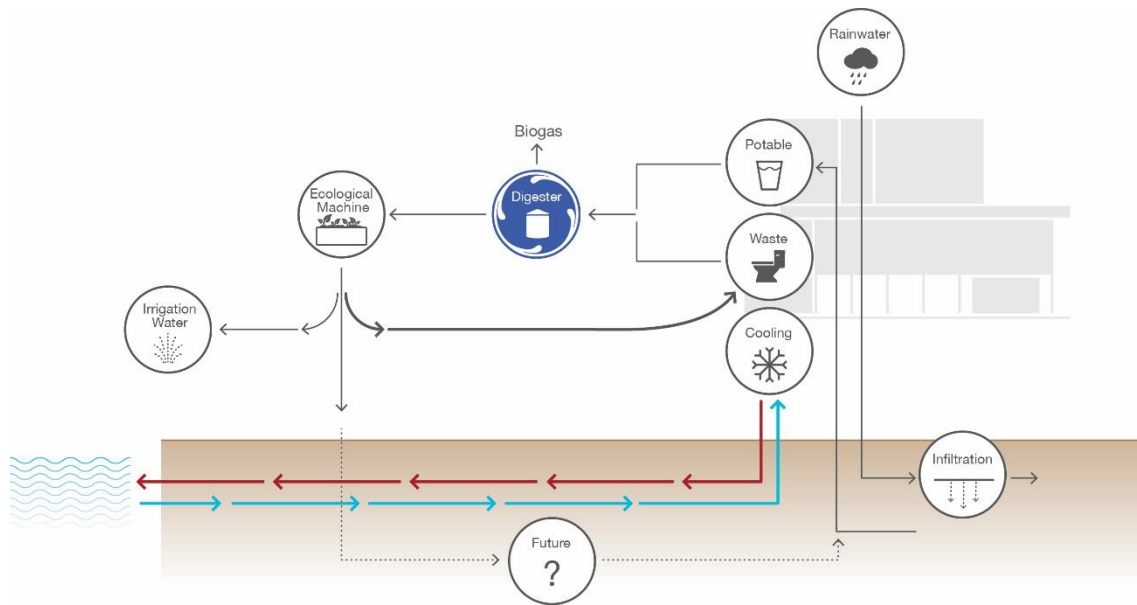 Rainwater
Biogas
Potable
Ecological
Machine
Digester
Waste
Irrigation
Water
Cooling
Infiltration
Future
?